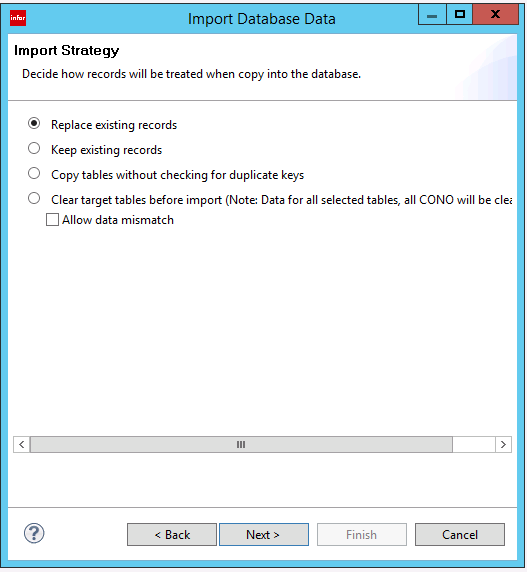 infor
Import Database Data
X
Import Strategy
Decide how records will be treated when copy into the database.
Replace existing records
Keep existing records
Copy tables without checking for duplicate keys
Clear target tables before import (Note: Data for all selected tables, all CONO will be clea
Allow data mismatch
?
< Back
Next >
Finish
Cancel